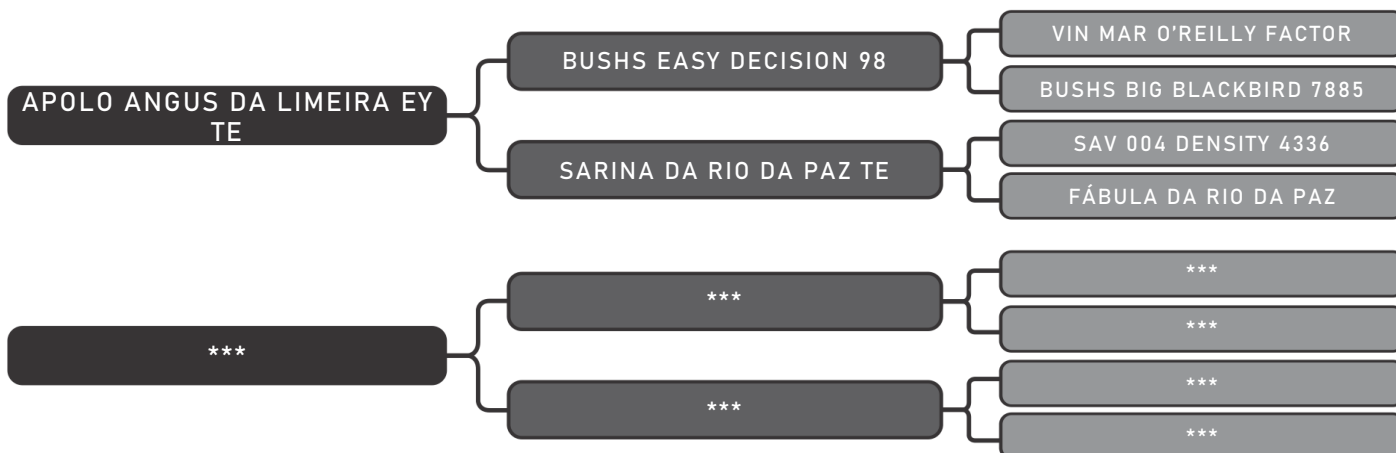 VIN MAR O’REILLY FACTOR
BUSHS EASY DECISION 98
BUSHS BIG BLACKBIRD 7885
APOLO ANGUS DA LIMEIRA EY
TE
SAV 004 DENSITY 4336
SARINA DA RIO DA PAZ TE
FÁBULA DA RIO DA PAZ
***
***
***
***
***
***
***